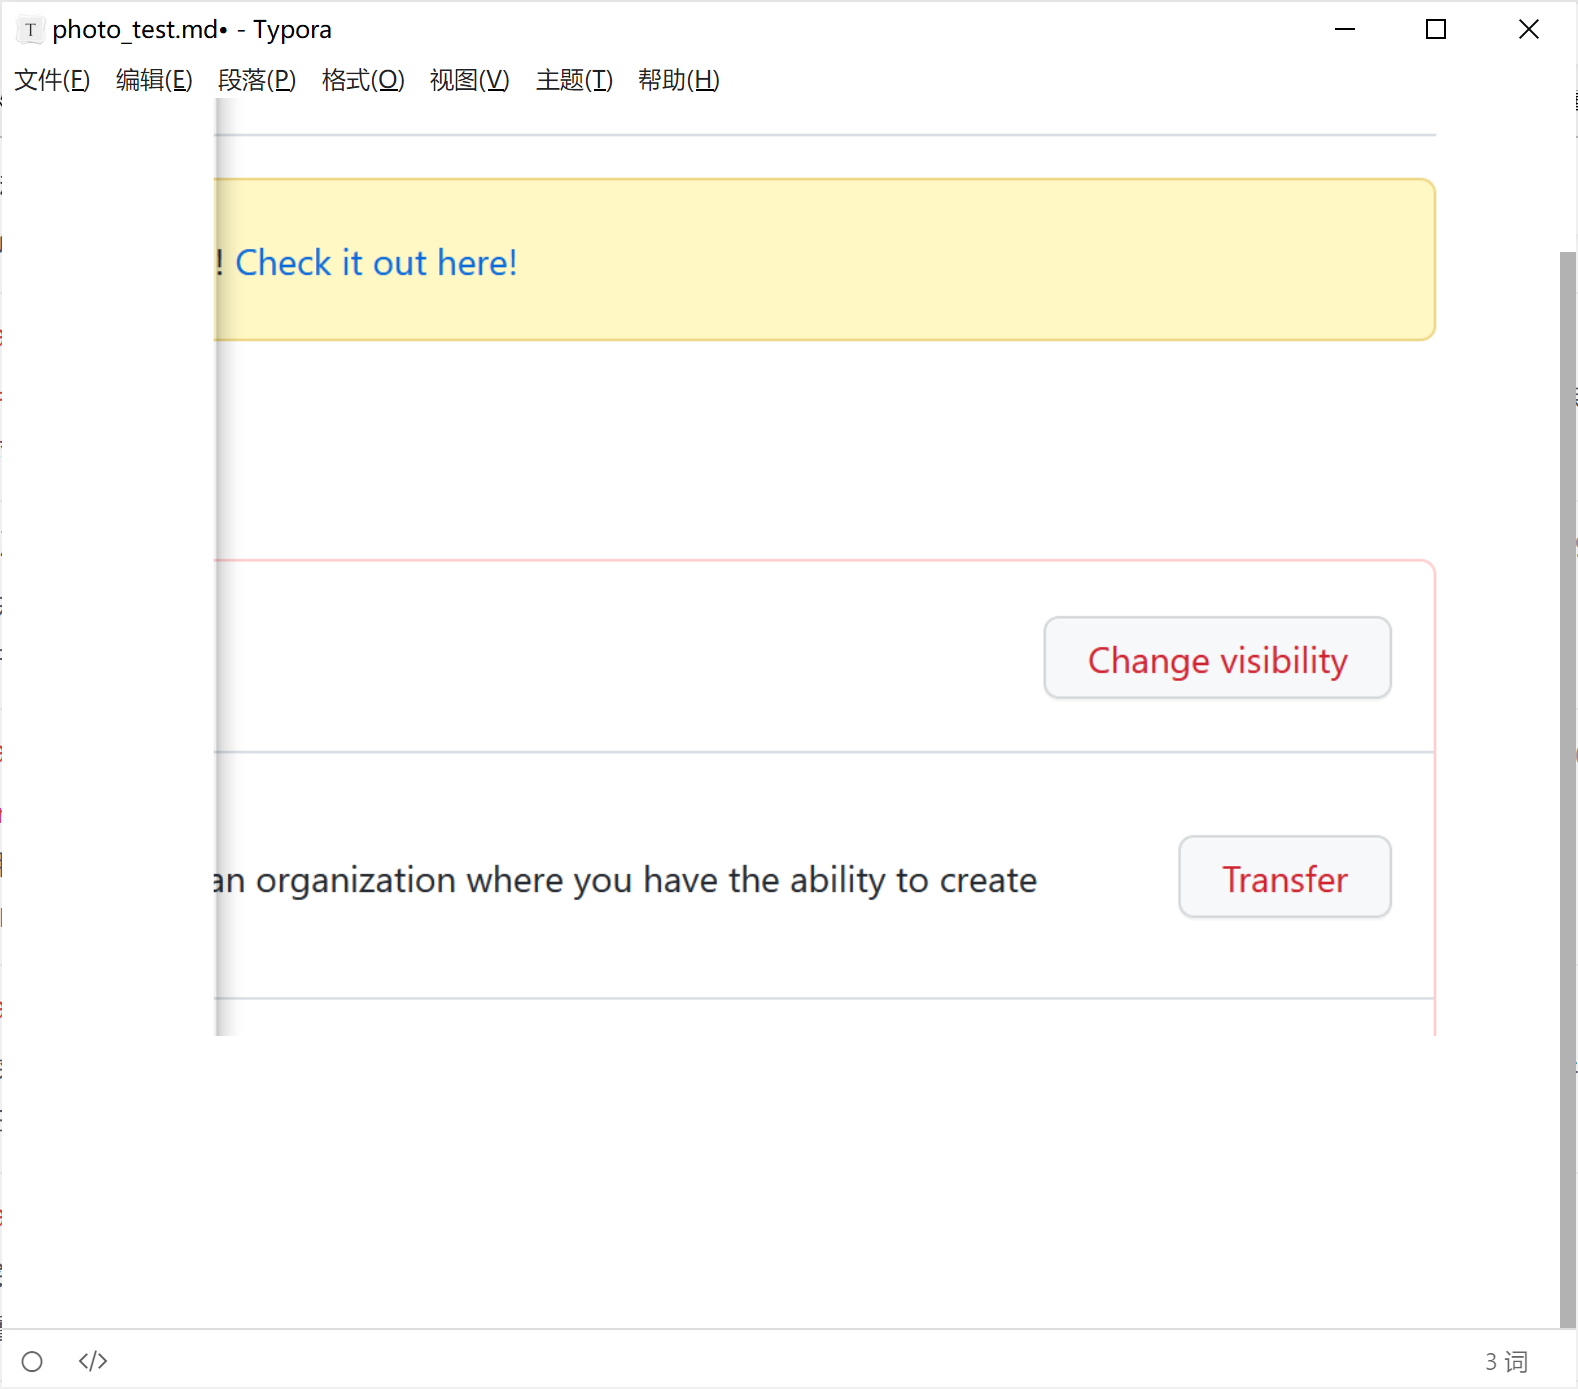 T photo_test.md• - Typora
文件(F) 编辑(E) 段落(P) 格式(O) 视图(V) 主题(T) 帮助(H)
! Check it out here!
Change visibility
an organization where you have the ability to create
Transfer
</> 3 词